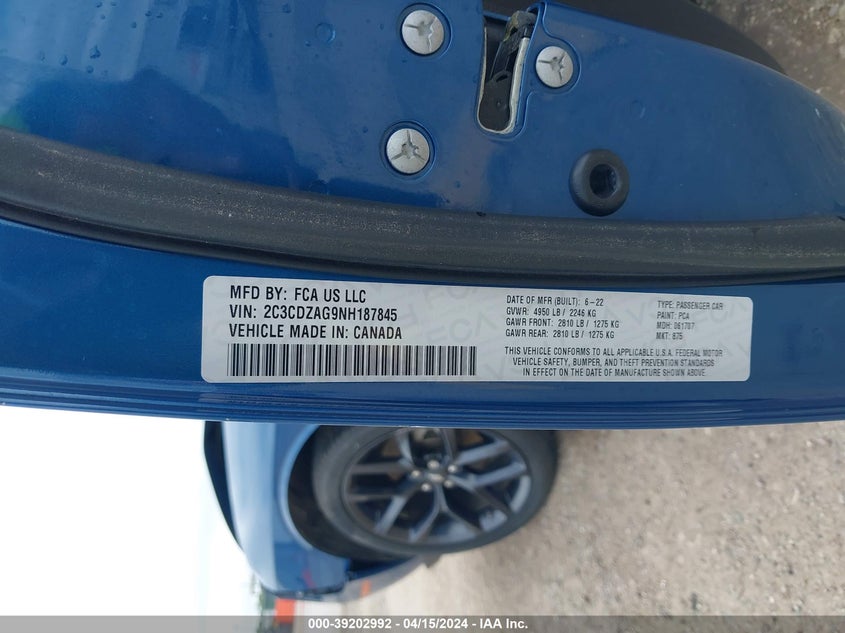 MFD BY: FCA US LLC
VIN: 2C3CDZAG9NH187845
VEHICLE MADE IN: CANADA
DATE OF MFR (BUILT): 6-22
GVWR: 4950 LB / 2246 KG
GAWR FRONT: 2810 LB / 1275 KG
GAWR REAR: 2810 LB / 1275 KG
TYPE: PASSENGER CAR
PAINT: PCA
MDH: 061707
MKT: 875
THIS VEHICLE CONFORMS TO ALL APPLICABLE U.S.A. FEDERAL MOTOR
VEHICLE SAFETY, BUMPER, AND THEFT PREVENTION STANDARDS
IN EFFECT ON THE DATE OF MANUFACTURE SHOWN ABOVE.
000-39202992 - 04/15/2024 - IAA Inc.